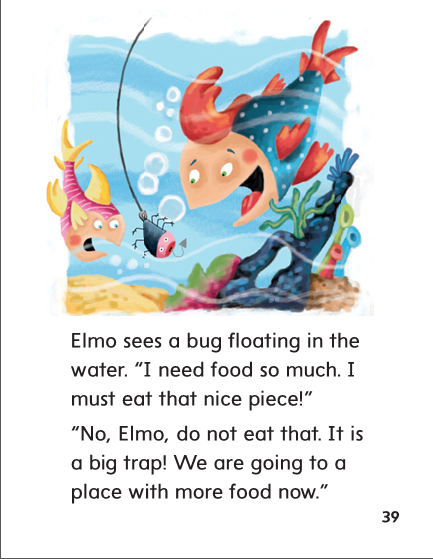 Elmo sees a bug floating in the
water. “I need food so much. I
must eat that nice piece!”
“No, Elmo, do not eat that. It is
a big trap! We are going to a
place with more food now.”
39